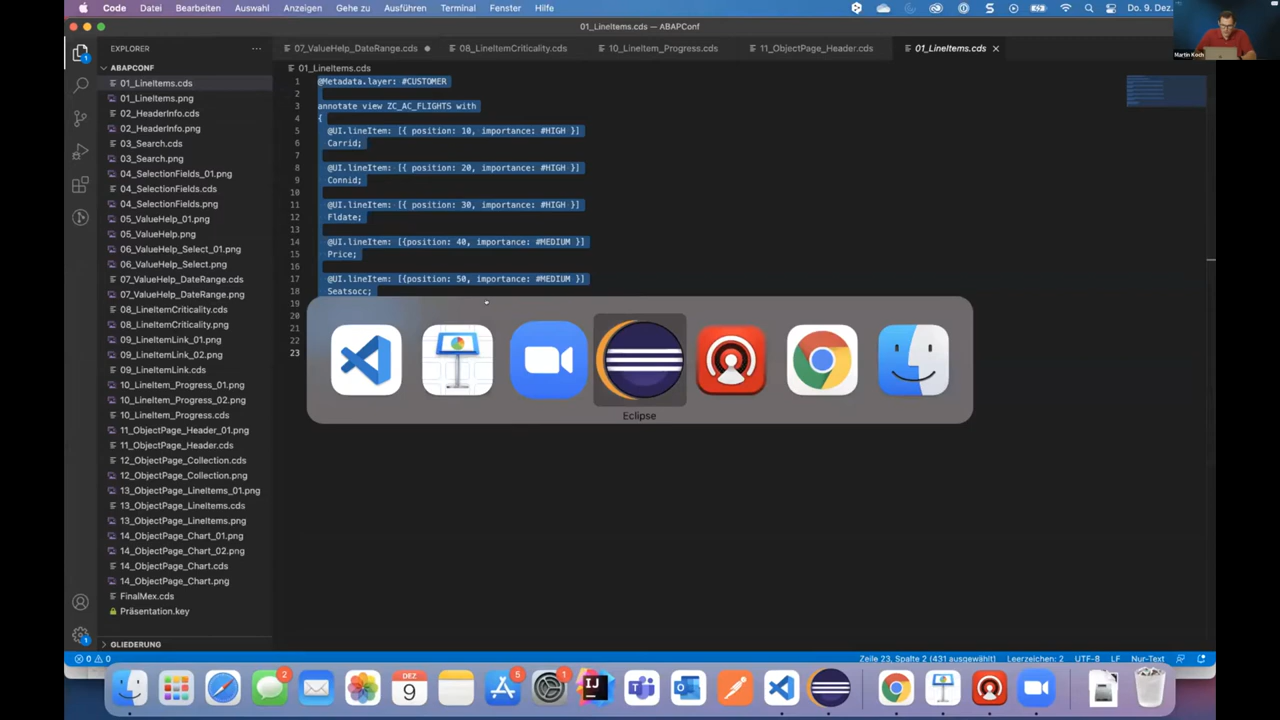 Code Datei Bearbeiten Auswahl Anzeigen Gehe zu Ausführen Terminal Fenster Hilfe
Do. 9. Dez.
01_LineItems.cds — ABAPConf
Martin Koch
EXPLORER
07_ValueHelp_DateRange.cds
08_LineItemCriticality.cds
10_LineItem_Progress.cds
11_ObjectPage_Header.cds
01_LineItems.cds
ABAPCONF
01_LineItems.cds
01_LineItems.png
02_HeaderInfo.cds
02_HeaderInfo.png
03_Search.cds
03_Search.png
04_SelectionFields_01.png
04_SelectionFields.cds
04_SelectionFields.png
05_ValueHelp_01.png
05_ValueHelp.png
06_ValueHelp_Select_01.png
06_ValueHelp_Select.png
07_ValueHelp_DateRange.cds
07_ValueHelp_DateRange.png
08_LineItemCriticality.cds
08_LineItemCriticality.png
09_LineItemLink_01.png
09_LineItemLink_02.png
09_LineItemLink.cds
10_LineItem_Progress_01.png
10_LineItem_Progress_02.png
10_LineItem_Progress.cds
11_ObjectPage_Header_01.png
11_ObjectPage_Header.cds
12_ObjectPage_Collection.cds
12_ObjectPage_Collection.png
13_ObjectPage_LineItems_01.png
13_ObjectPage_LineItems.cds
13_ObjectPage_LineItems.png
14_ObjectPage_Chart_01.png
14_ObjectPage_Chart_02.png
14_ObjectPage_Chart.cds
14_ObjectPage_Chart.png
FinalMex.cds
Präsentation.key
GLIEDERUNG
01_LineItems.cds
1 @Metadata.layer: #CUSTOMER
2
3 annotate view ZC_AC_FLIGHTS with
4 {
5 @UI.lineItem: [{ position: 10, importance: #HIGH }]
6 Carrid;
7
8 @UI.lineItem: [{ position: 20, importance: #HIGH }]
9 Connid;
10
11 @UI.lineItem: [{ position: 30, importance: #HIGH }]
12 Fldate;
13
14 @UI.lineItem: [{position: 40, importance: #MEDIUM }]
15 Price;
16
17 @UI.lineItem: [{position: 50, importance: #MEDIUM }]
18 Seatsocc;
19
20
21
22
23
Eclipse
0 0
Zeile 23, Spalte 2 (431 ausgewählt) Leerzeichen: 2 UTF-8 LF Nur-Text
2
DEZ
9
5
1